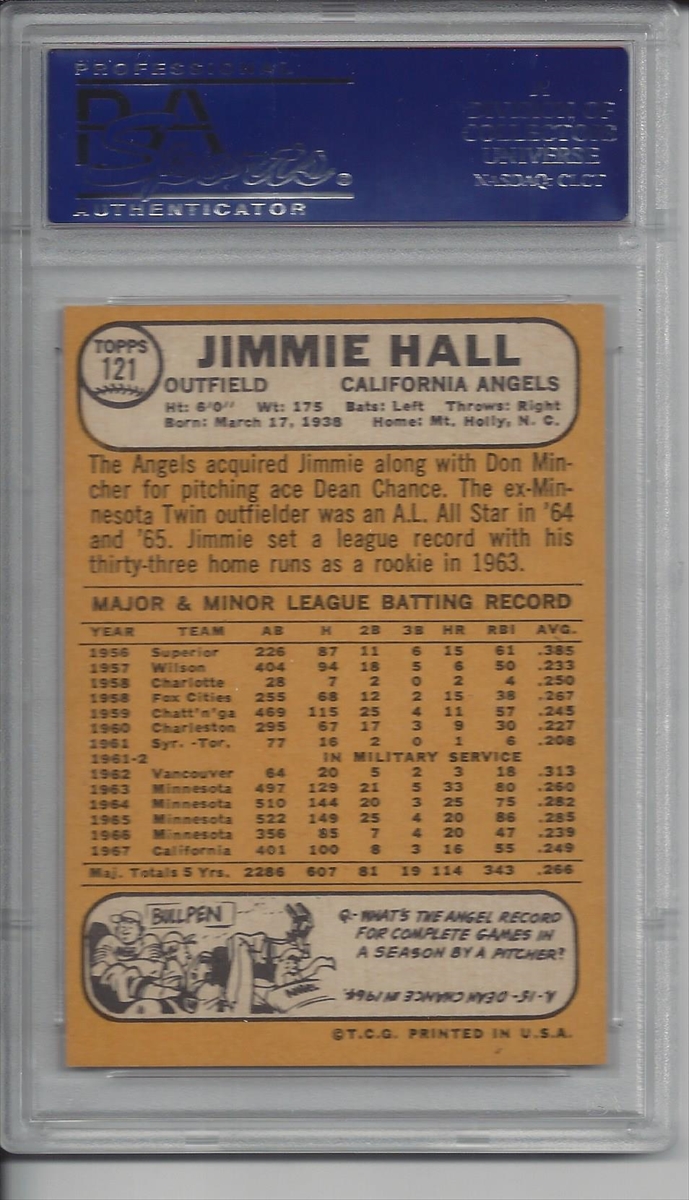 PROFESSIONAL
PSA
Sports®
AUTHENTICATOR
A
DIVISION OF
COLLECTORS
UNIVERSE
NASDAQ: CLCT
TOPPS
121
JIMMIE HALL
OUTFIELD CALIFORNIA ANGELS
Ht: 6'0" Wt: 175 Bats: Left Throws: Right
Born: March 17, 1938 Home: Mt. Holly, N. C.
The Angels acquired Jimmie along with Don Min-
cher for pitching ace Dean Chance. The ex-Min-
nesota Twin outfielder was an A.L. All Star in '64
and '65. Jimmie set a league record with his
thirty-three home runs as a rookie in 1963.
MAJOR & MINOR LEAGUE BATTING RECORD
YEAR TEAM AB H 2B 3B HR RBI AVG.
1956 Superior 226 87 11 6 15 61 .385
1957 Wilson 404 94 18 5 6 50 .233
1958 Charlotte 28 7 2 0 2 4 .250
1958 Fox Cities 255 68 12 2 15 38 .267
1959 Chatt'n'ga 469 115 25 4 11 57 .245
1960 Charleston 295 67 17 3 9 30 .227
1961 Syr. -Tor. 77 16 2 0 1 6 .208
1961-2 IN MILITARY SERVICE
1962 Vancouver 64 20 5 2 3 18 .313
1963 Minnesota 497 129 21 5 33 80 .260
1964 Minnesota 510 144 20 3 25 75 .282
1965 Minnesota 522 149 25 4 20 86 .285
1966 Minnesota 356 85 7 4 20 47 .239
1967 California 401 100 8 3 16 55 .249
Maj. Totals 5 Yrs. 2286 607 81 19 114 343 .266
BULLPEN
Q- WHAT'S THE ANGEL RECORD
FOR COMPLETE GAMES IN
A SEASON BY A PITCHER?
A- 15- DEAN CHANCE IN 1964.
©T.C.G. PRINTED IN U.S.A.